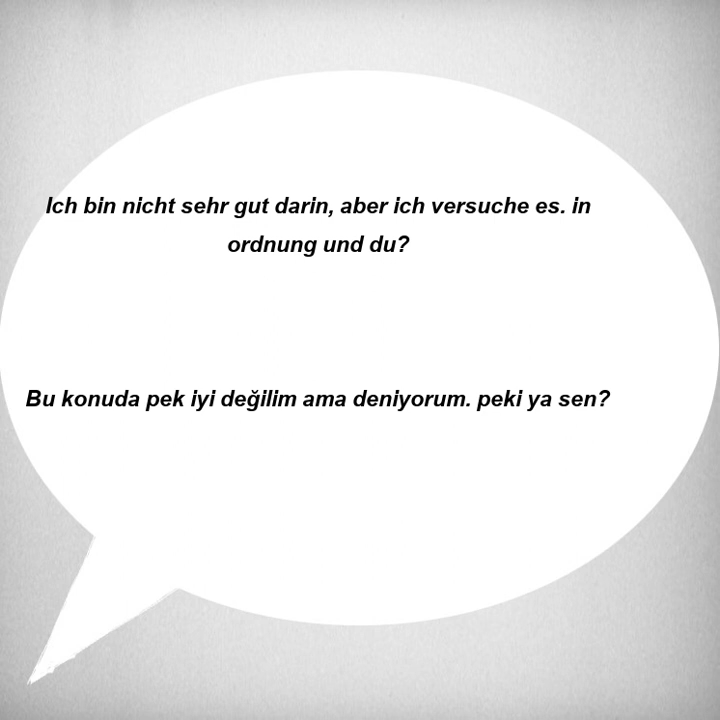 Ich bin nicht sehr gut darin, aber ich versuche es. in
ordnung und du?
Bu konuda pek iyi değilim ama deniyorum. peki ya sen?